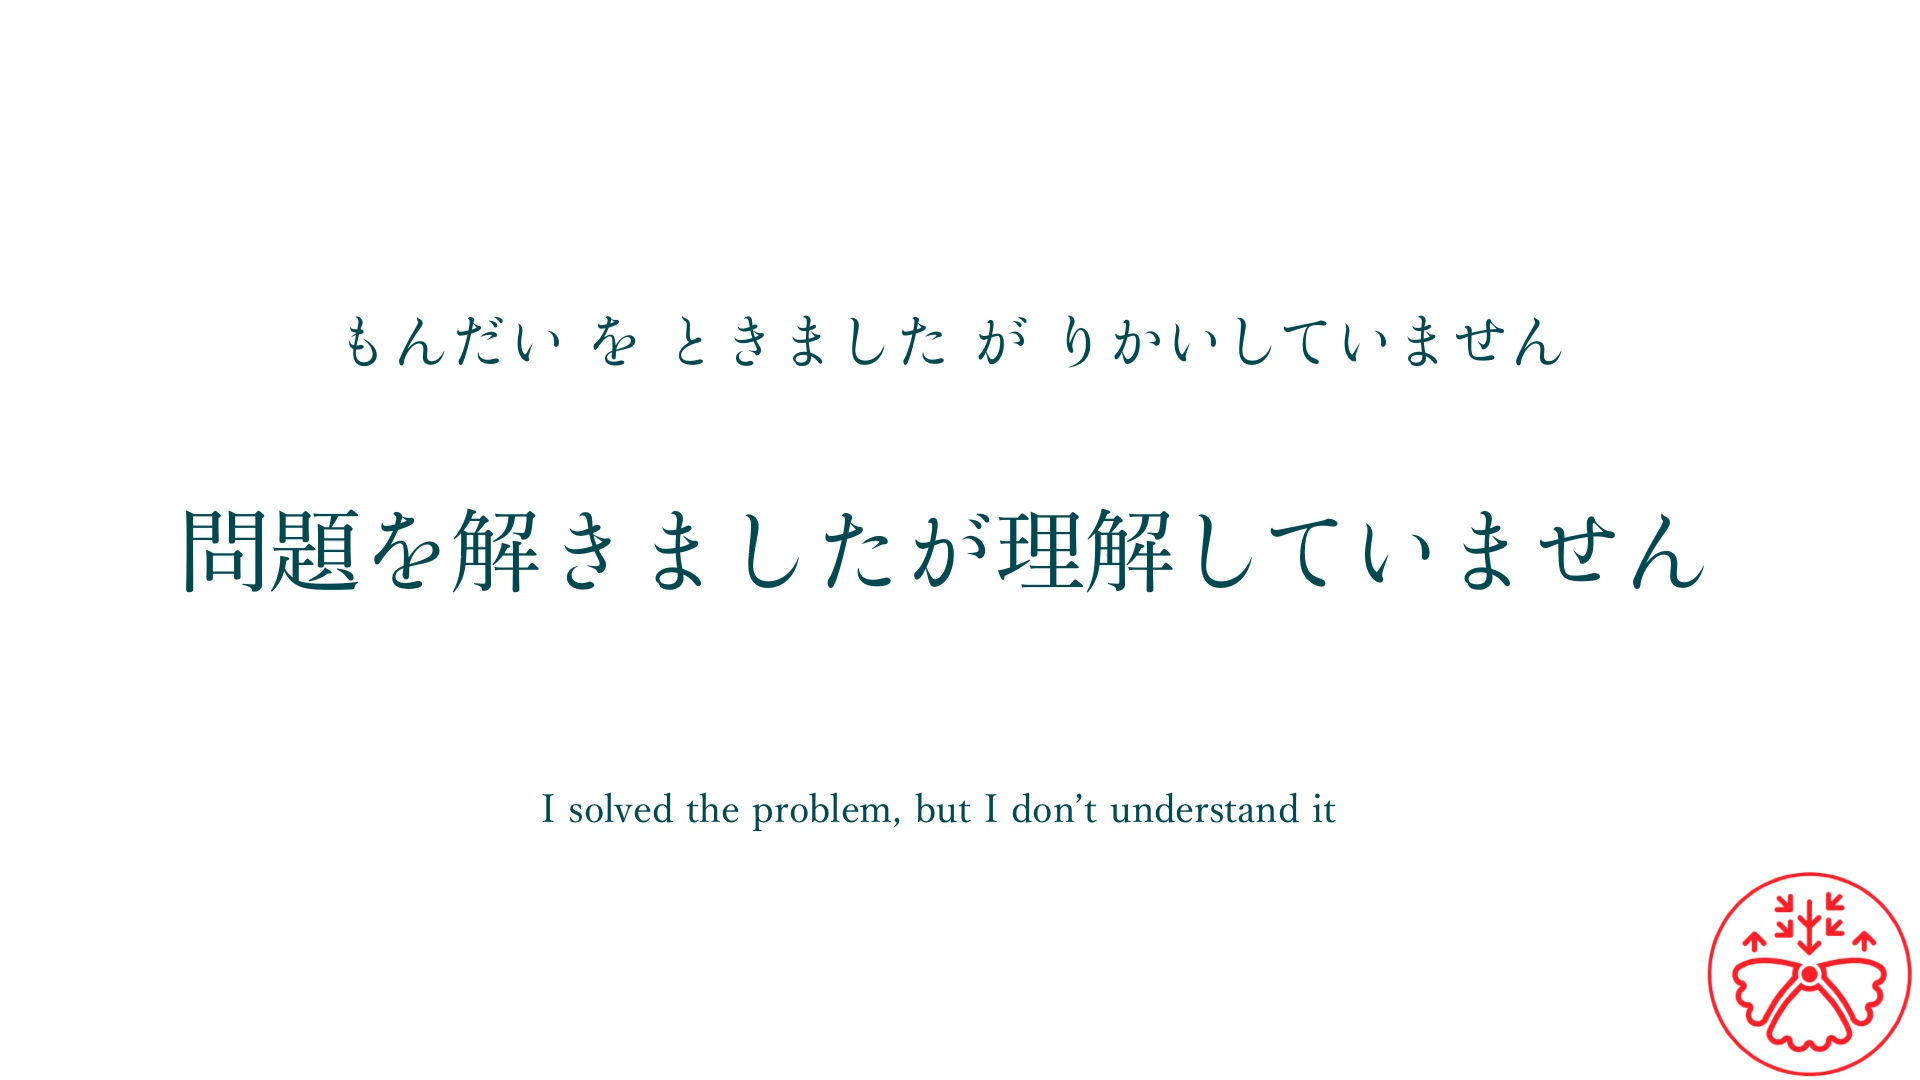 もんだい を ときました が りかいしていません
問題を解きましたが理解していません
I solved the problem, but I don’t understand it